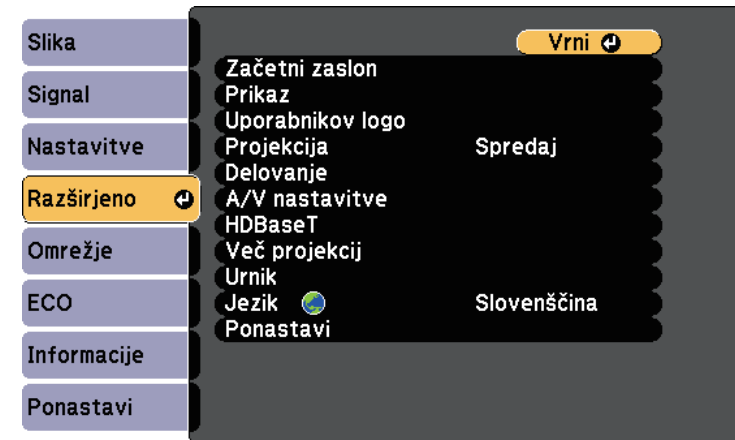 Slika
Signal
Nastavitve
Razširjeno
Omrežje
ECO
Informacije
Ponastavi
Vrni
Začetni zaslon
Prikaz
Uporabnikov logo
Projekcija Spredaj
Delovanje
A/V nastavitve
HDBaseT
Več projekcij
Urnik
Jezik Slovenščina
Ponastavi